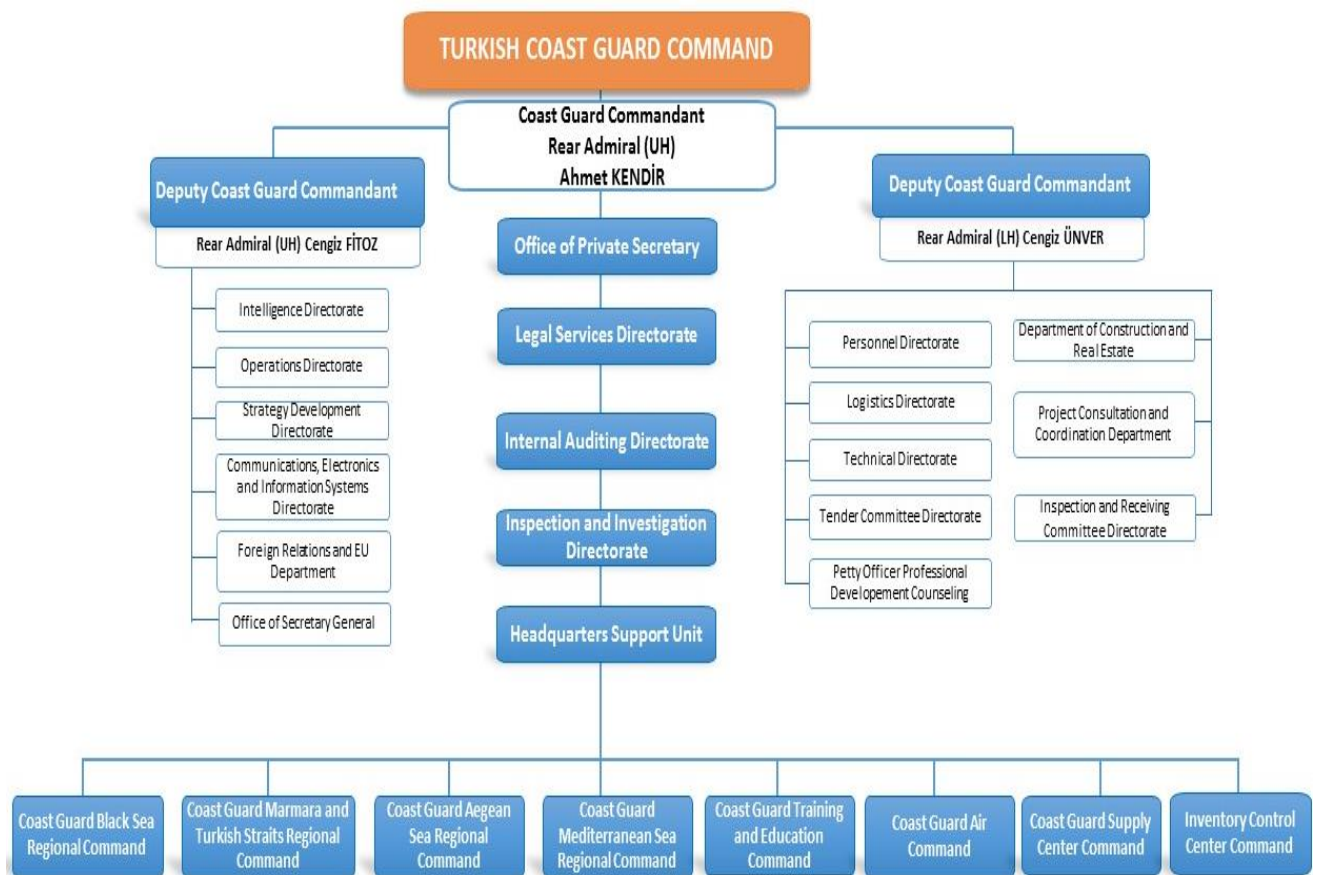 TURKISH COAST GUARD COMMAND
Coast Guard Commandant
Rear Admiral (UH)
Ahmet KENDİR
Deputy Coast Guard Commandant
Rear Admiral (UH) Cengiz FİTOZ
Intelligence Directorate
Operations Directorate
Strategy Development
Directorate
Communications, Electronics
and Information Systems
Directorate
Foreign Relations and EU
Department
Office of Secretary General
Office of Private Secretary
Legal Services Directorate
Internal Auditing Directorate
Inspection and Investigation
Directorate
Headquarters Support Unit
Deputy Coast Guard Commandant
Rear Admiral (LH) Cengiz ÜNVER
Personnel Directorate
Logistics Directorate
Technical Directorate
Tender Committee Directorate
Petty Officer Professional
Developement Counseling
Department of Construction and
Real Estate
Project Consultation and
Coordination Department
Inspection and Receiving
Committee Directorate
Coast Guard Black Sea
Regional Command
Coast Guard Marmara and
Turkish Straits Regional
Command
Coast Guard Aegean
Sea Regional
Command
Coast Guard
Mediterranean Sea
Regional Command
Coast Guard Training
and Education
Command
Coast Guard Air
Command
Coast Guard Supply
Center Command
Inventory Control
Center Command